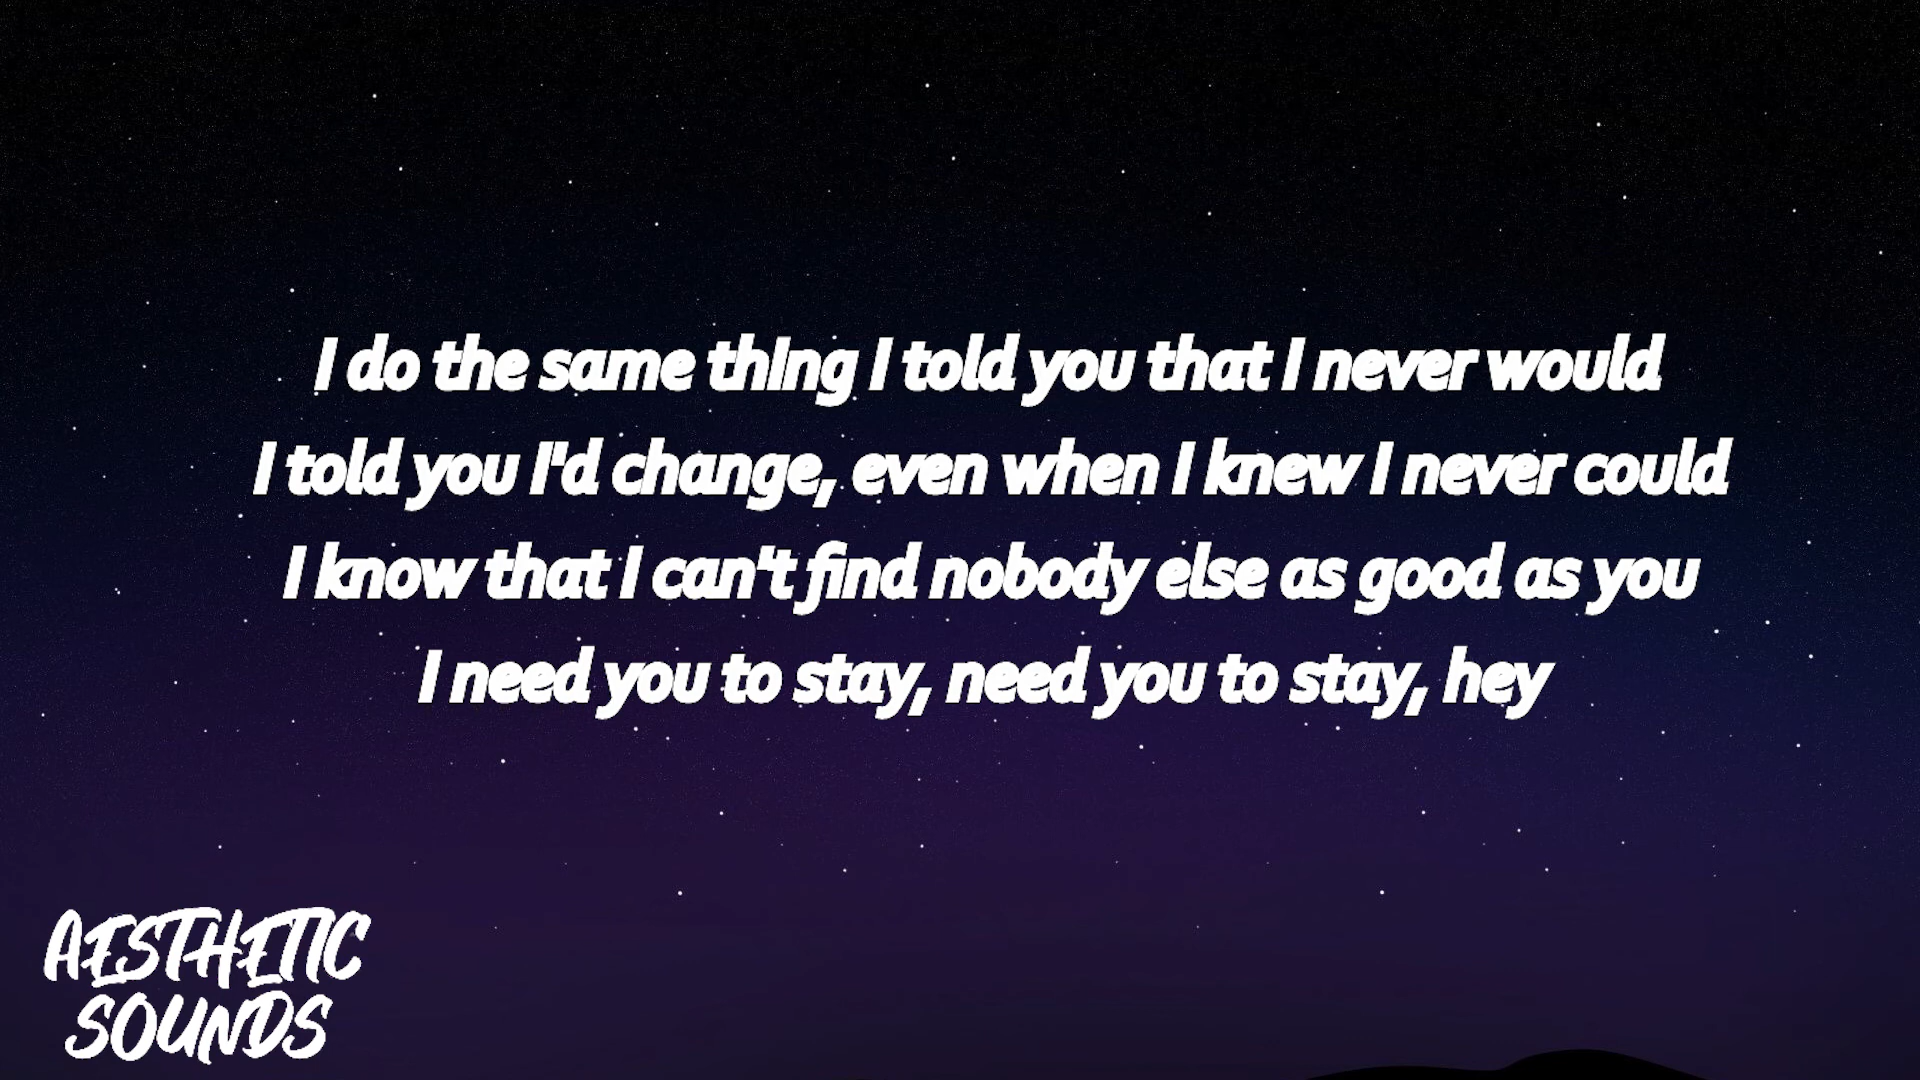 I do the same thIng I told you that I never would
I told you I'd change, even when I knew I never could
I know that I can't find nobody else as good as you
I need you to stay, need you to stay, hey
AESTHETIC
SOUNDS